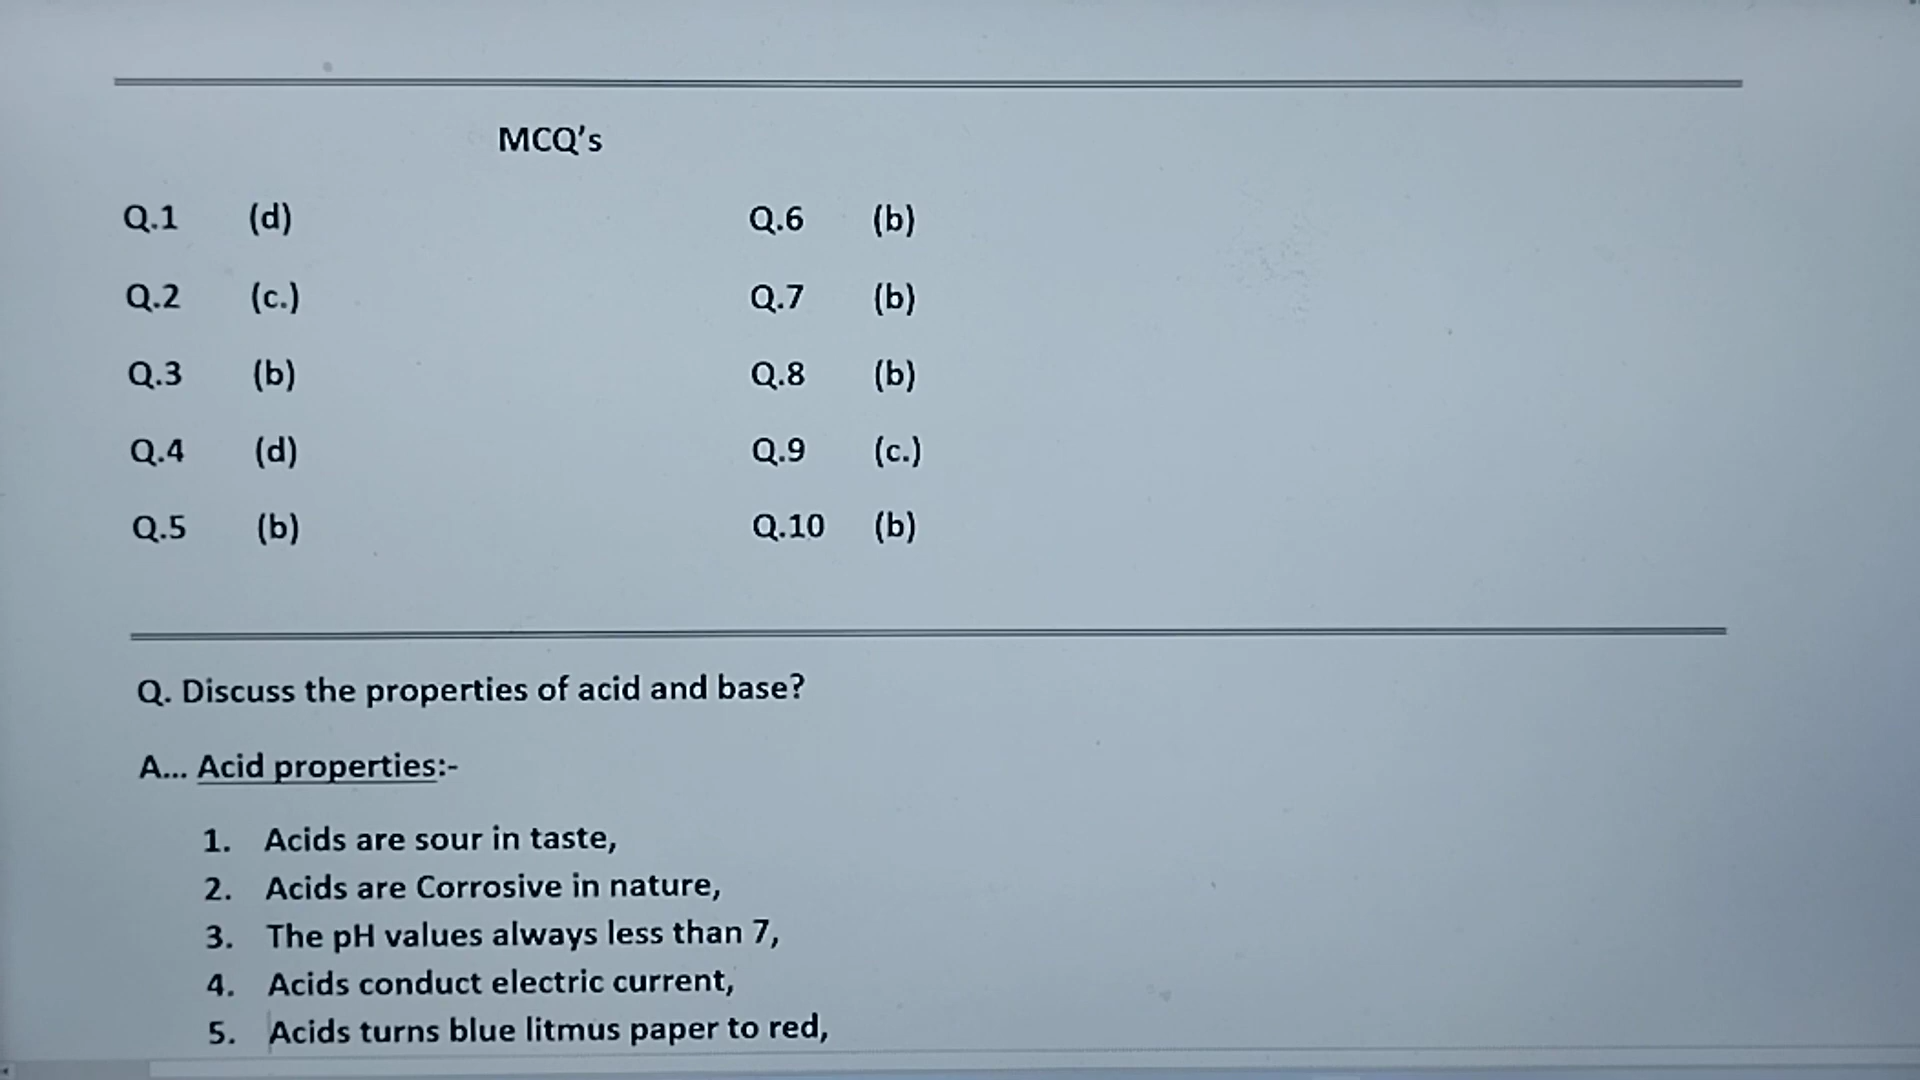 MCQ's
Q.1 (d) Q.6 (b)
Q.2 (c.) Q.7 (b)
Q.3 (b) Q.8 (b)
Q.4 (d) Q.9 (c.)
Q.5 (b) Q.10 (b)
Q. Discuss the properties of acid and base?
A... Acid properties:-
1. Acids are sour in taste,
2. Acids are Corrosive in nature,
3. The pH values always less than 7,
4. Acids conduct electric current,
5. Acids turns blue litmus paper to red,